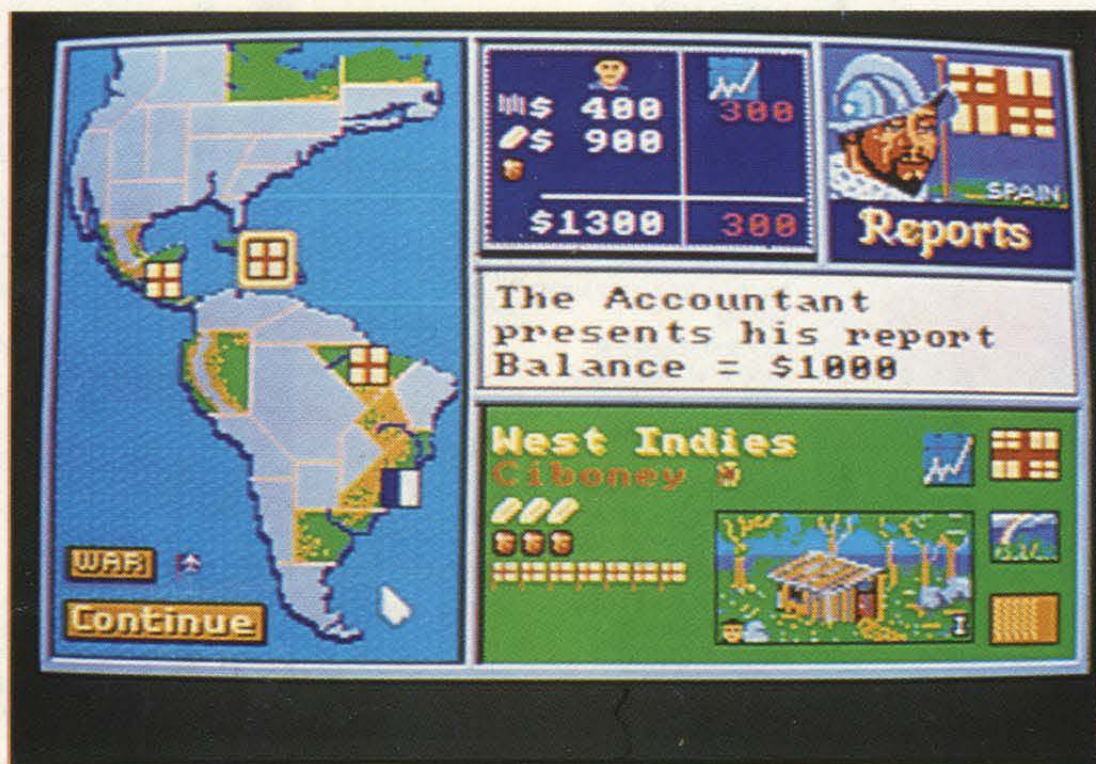 $ 400 300
$ 900
$1300 300
SPAIN
Reports
The Accountant
presents his report
Balance = $1000
West Indies
Ciboney
I
WAR
Continue